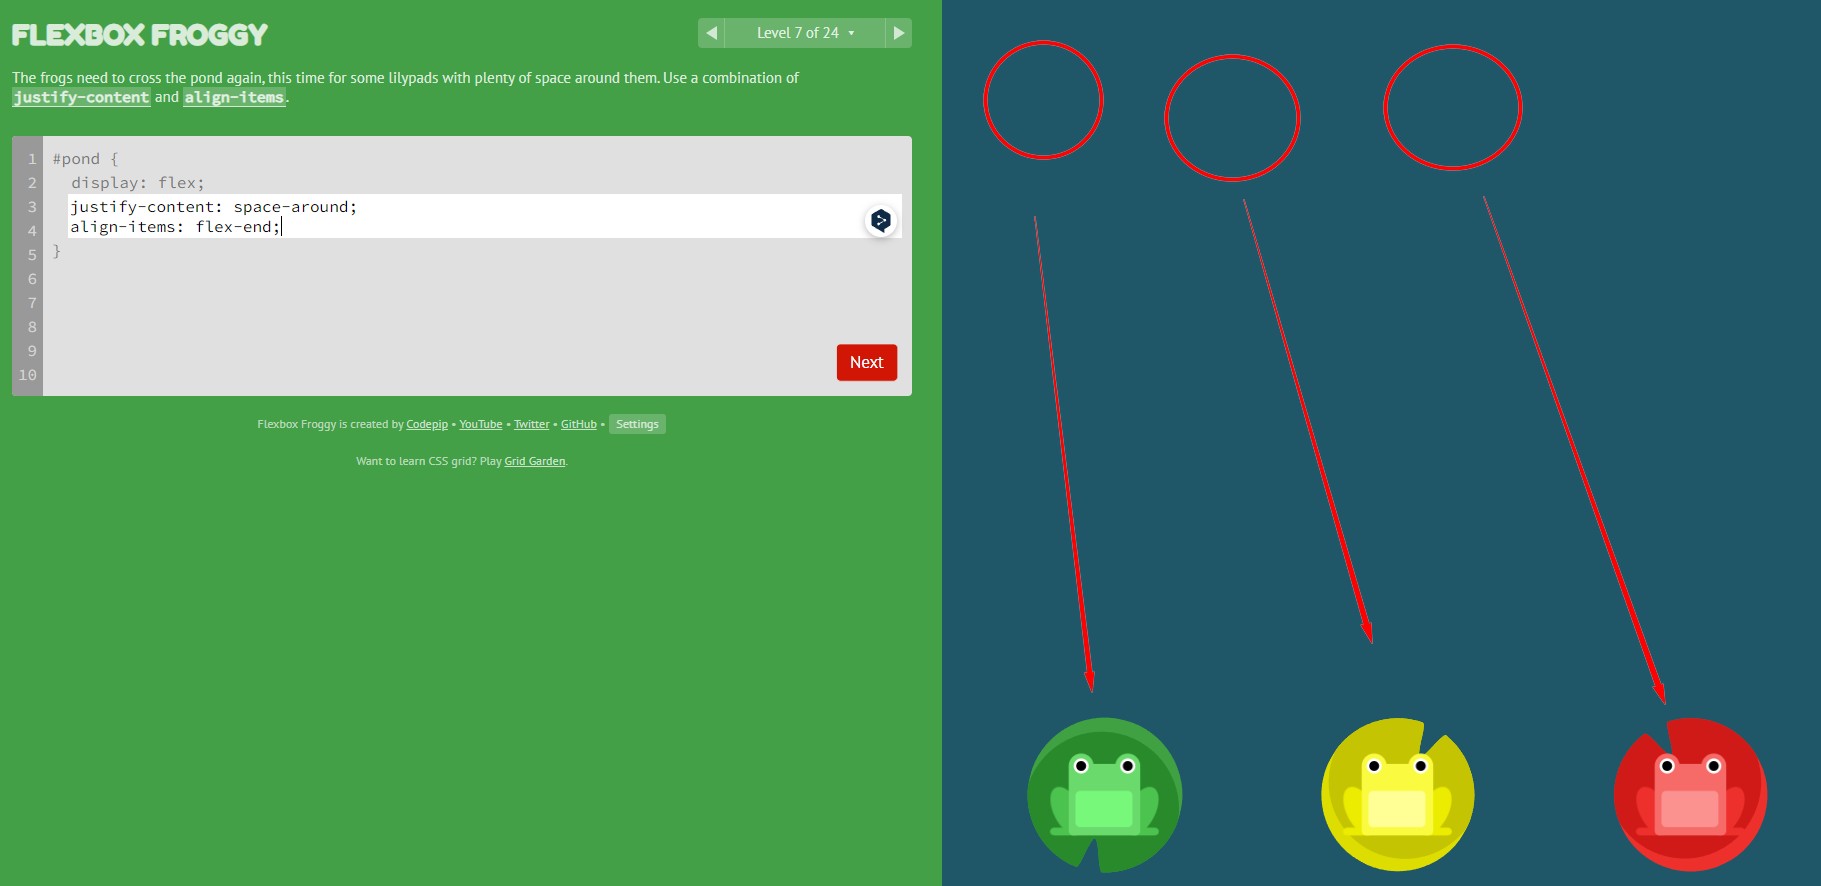 FLEXBOX FROGGY
◀ Level 7 of 24 ▾ ▶
The frogs need to cross the pond again, this time for some lilypads with plenty of space around them. Use a combination of
justify-content and align-items.
1 #pond {
2 display: flex;
3 justify-content: space-around;
4 align-items: flex-end;
5 }
6
7
8
9
10
Next
Flexbox Froggy is created by Codepip • YouTube • Twitter • GitHub • Settings
Want to learn CSS grid? Play Grid Garden.